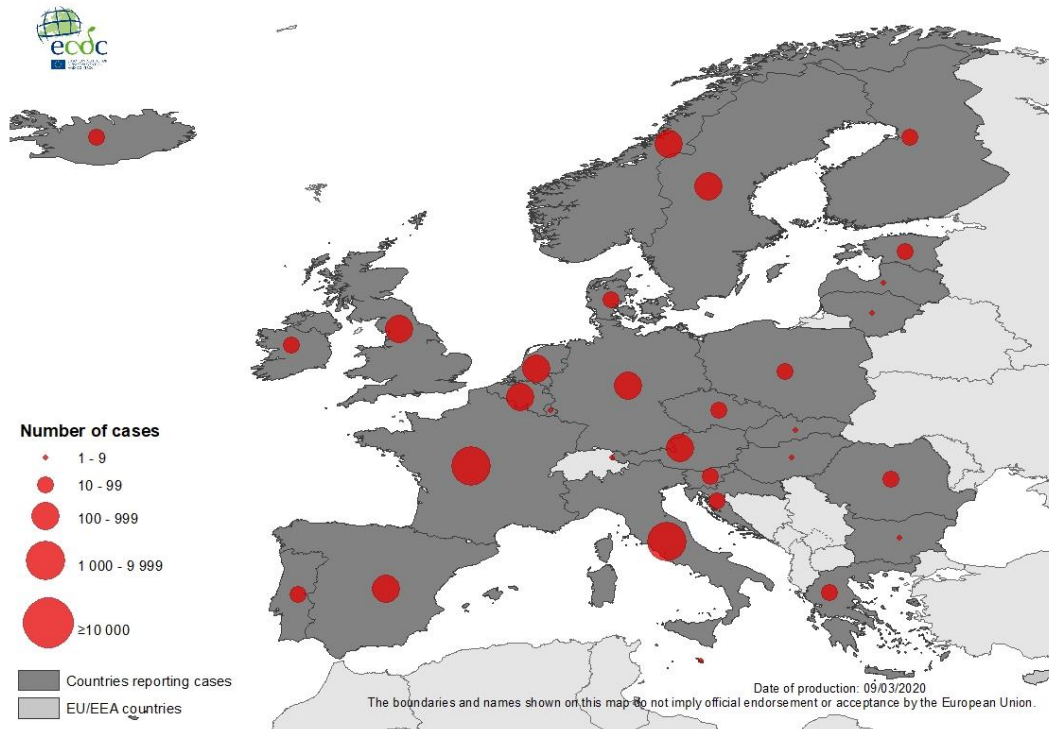 ecdc
Number of cases
1 - 9
10 - 99
100 - 999
1 000 - 9 999
≥10 000
Countries reporting cases
EU/EEA countries
Date of production: 09/03/2020
The boundaries and names shown on this map do not imply official endorsement or acceptance by the European Union.